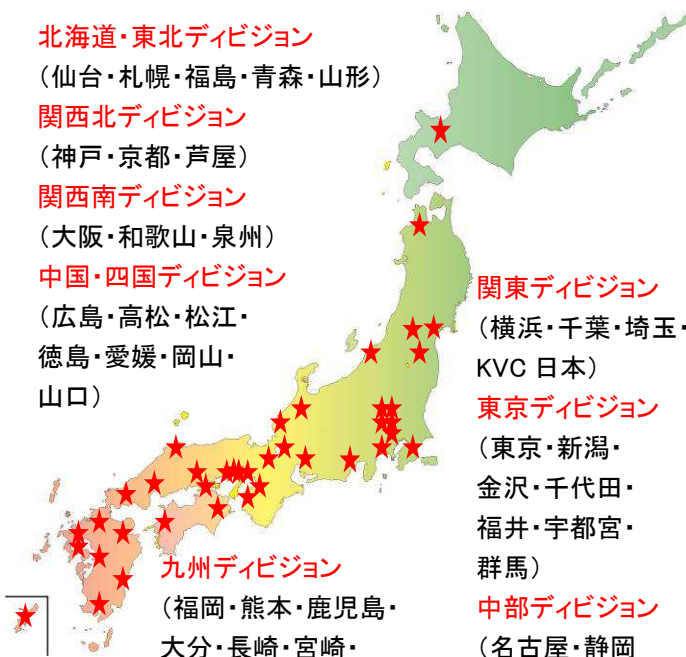 北海道・東北ディビジョン
（仙台・札幌・福島・青森・山形）
関西北ディビジョン
（神戸・京都・芦屋）
関西南ディビジョン
（大阪・和歌山・泉州）
中国・四国ディビジョン
（広島・高松・松江・
徳島・愛媛・岡山・
山口）
関東ディビジョン
（横浜・千葉・埼玉・
KVC 日本）
東京ディビジョン
（東京・新潟・
金沢・千代田・
福井・宇都宮・
群馬）
中部ディビジョン
（名古屋・静岡
九州ディビジョン
（福岡・熊本・鹿児島・
大分・長崎・宮崎・